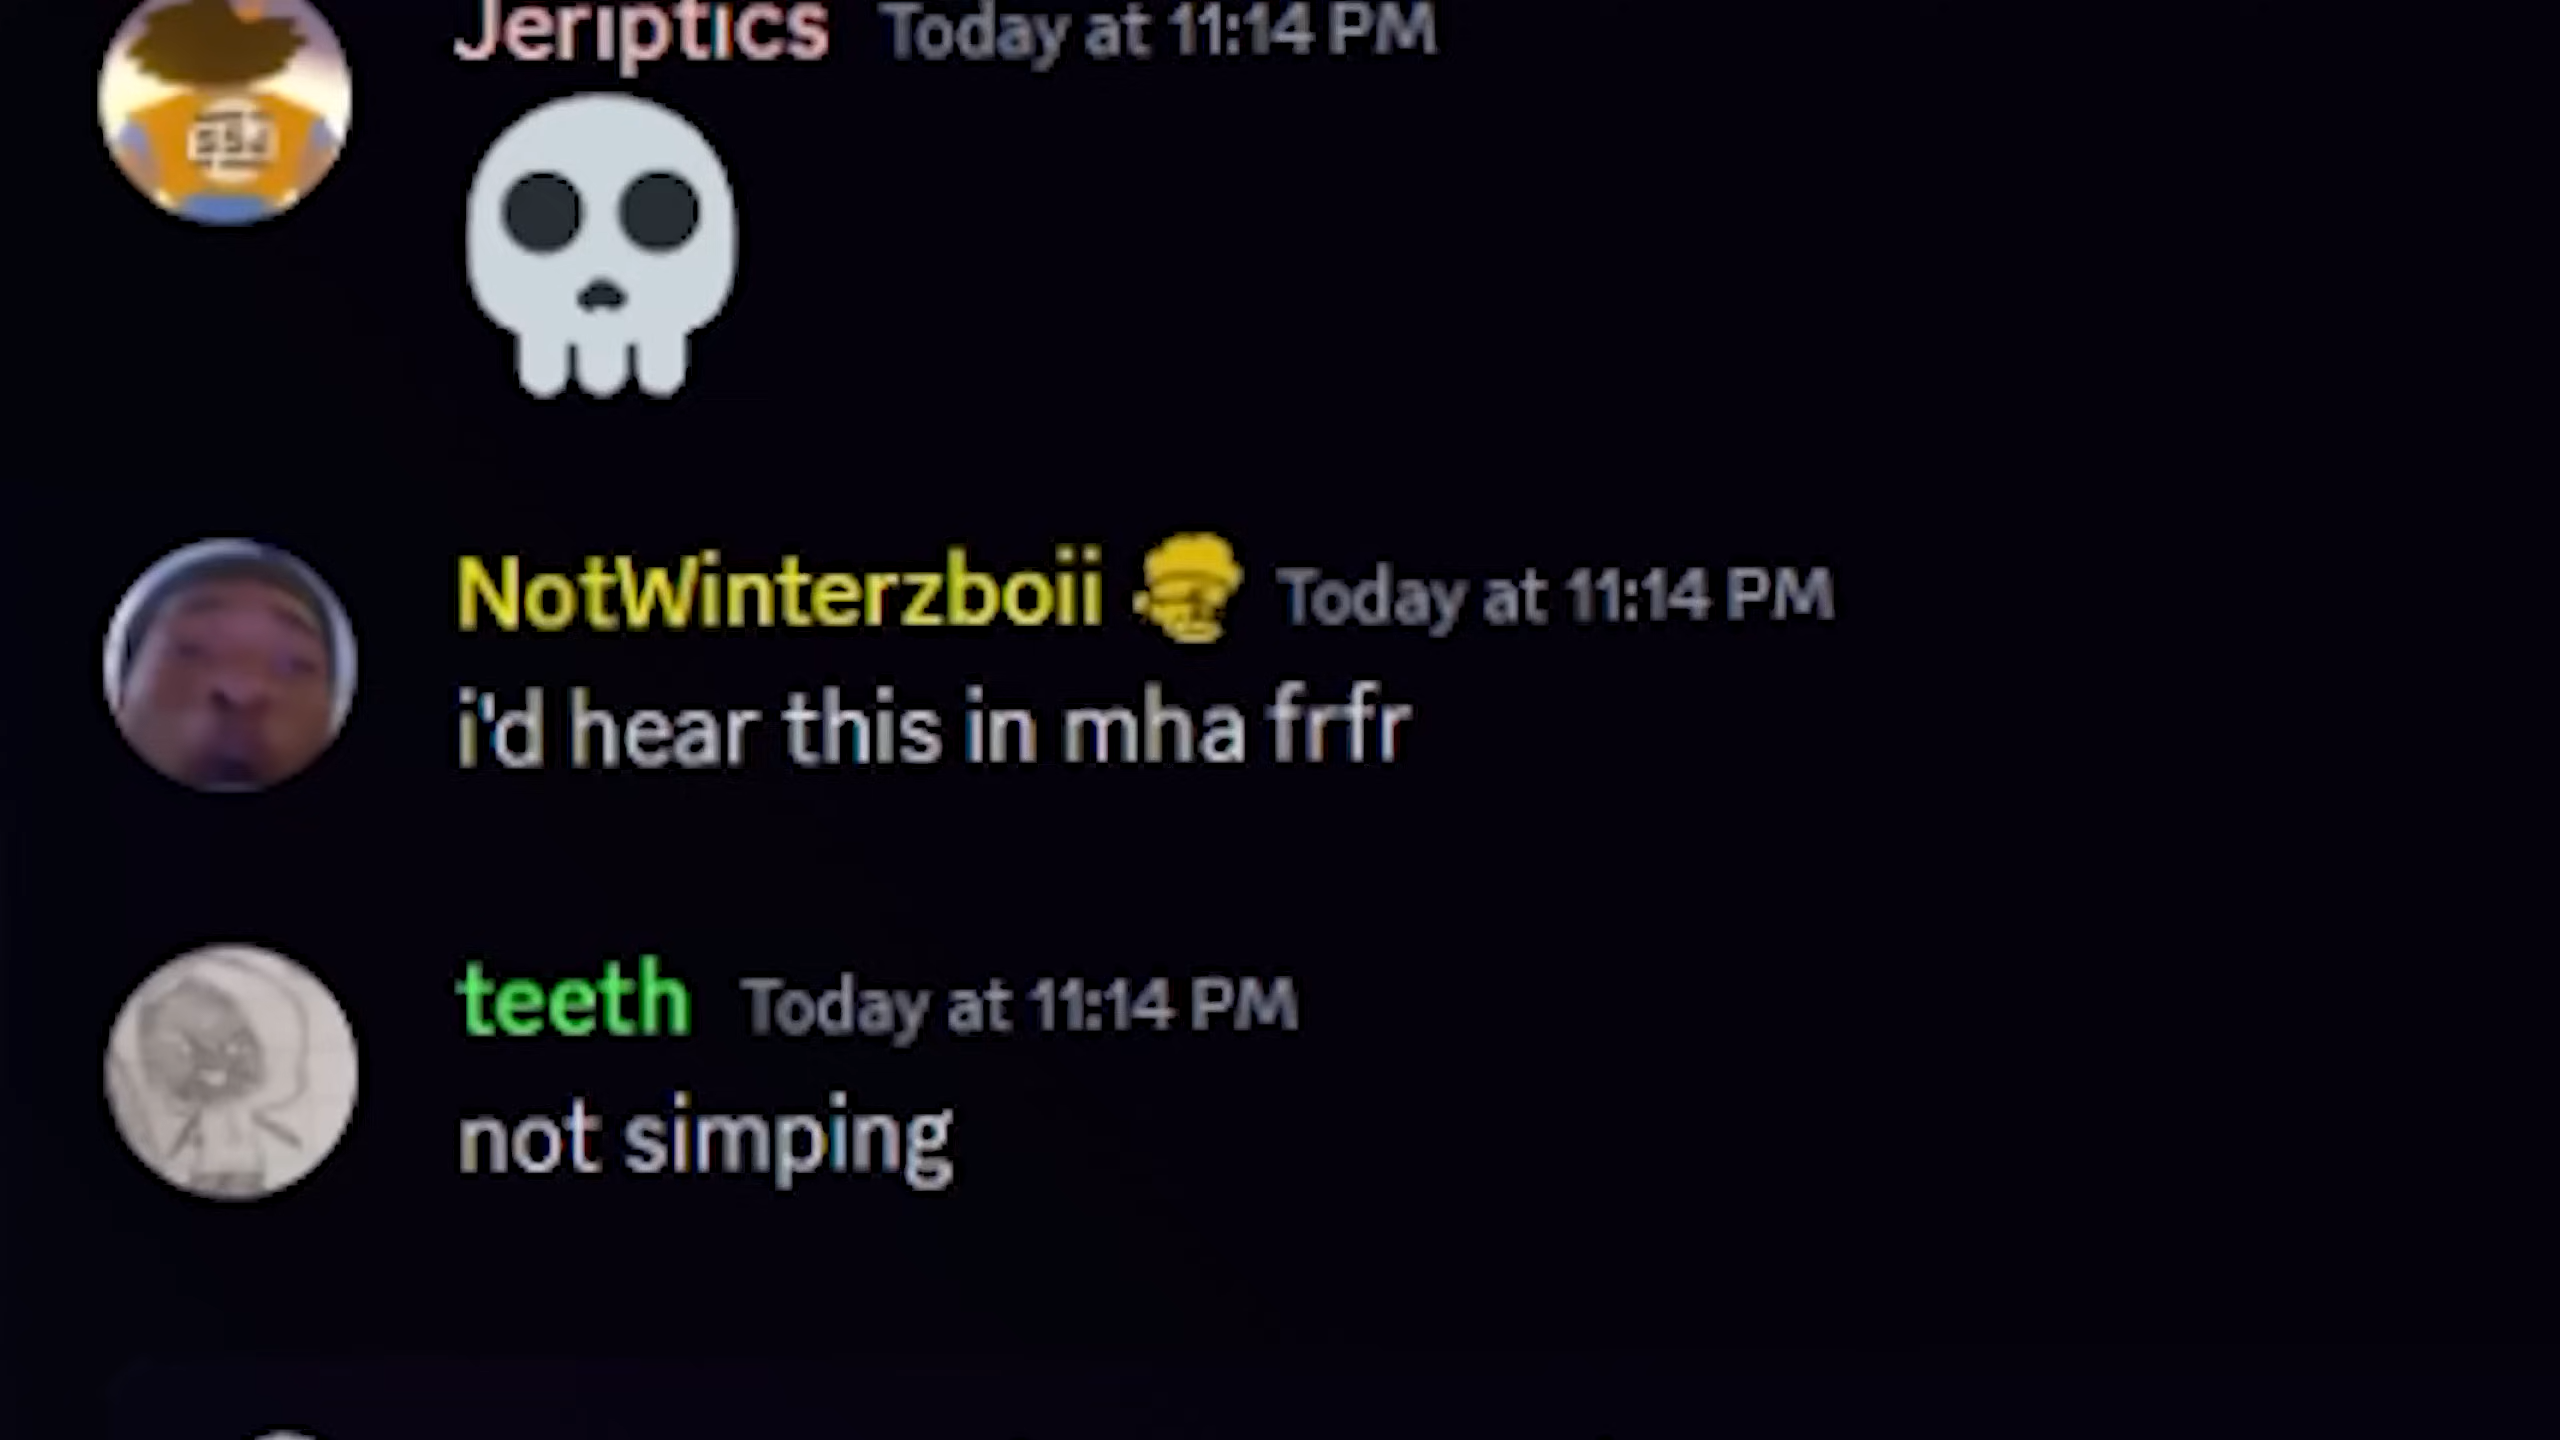 Jeriptics Today at 11:14 PM
NotWinterzboii Today at 11:14 PM
i'd hear this in mha frfr
teeth Today at 11:14 PM
not simping